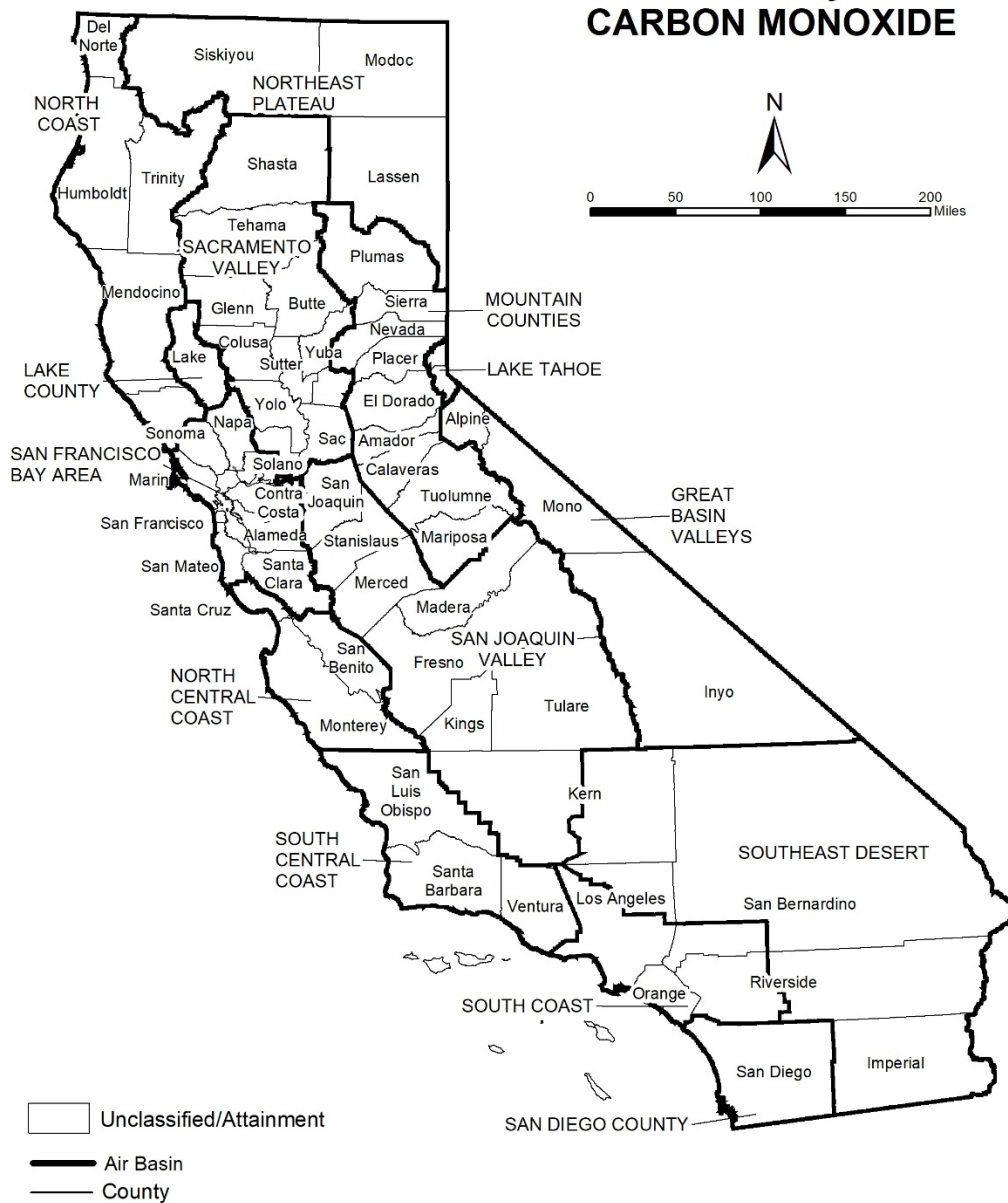 CARBON MONOXIDE
N
0 50 100 150 200
Miles
Del
Norte
Siskiyou
Modoc
NORTHEAST
PLATEAU
NORTH
COAST
Shasta
Trinity
Humboldt
Lassen
Tehama
SACRAMENTO
VALLEY
Plumas
Mendocino
Glenn
Butte
Sierra
MOUNTAIN
COUNTIES
Nevada
Colusa
Yuba
Lake
Sutter
Placer
LAKE TAHOE
LAKE
COUNTY
Yolo
El Dorado
Alpine
Napa
Sonoma
Sac
Amador
SAN FRANCISCO
BAY AREA
Solano
Calaveras
Marin
Contra
Costa
San
Joaquin
Tuolumne
Mono
GREAT
BASIN
VALLEYS
San Francisco
Alameda
Stanislaus
Mariposa
San Mateo
Santa
Clara
Merced
Santa Cruz
Madera
SAN JOAQUIN
VALLEY
San
Benito
Fresno
NORTH
CENTRAL
COAST
Inyo
Tulare
Monterey
Kings
San
Luis
Obispo
Kern
SOUTH
CENTRAL
COAST
SOUTHEAST DESERT
Santa
Barbara
Ventura
Los Angeles
San Bernardino
Riverside
Orange
SOUTH COAST
San Diego
Imperial
SAN DIEGO COUNTY
Unclassified/Attainment
Air Basin
County